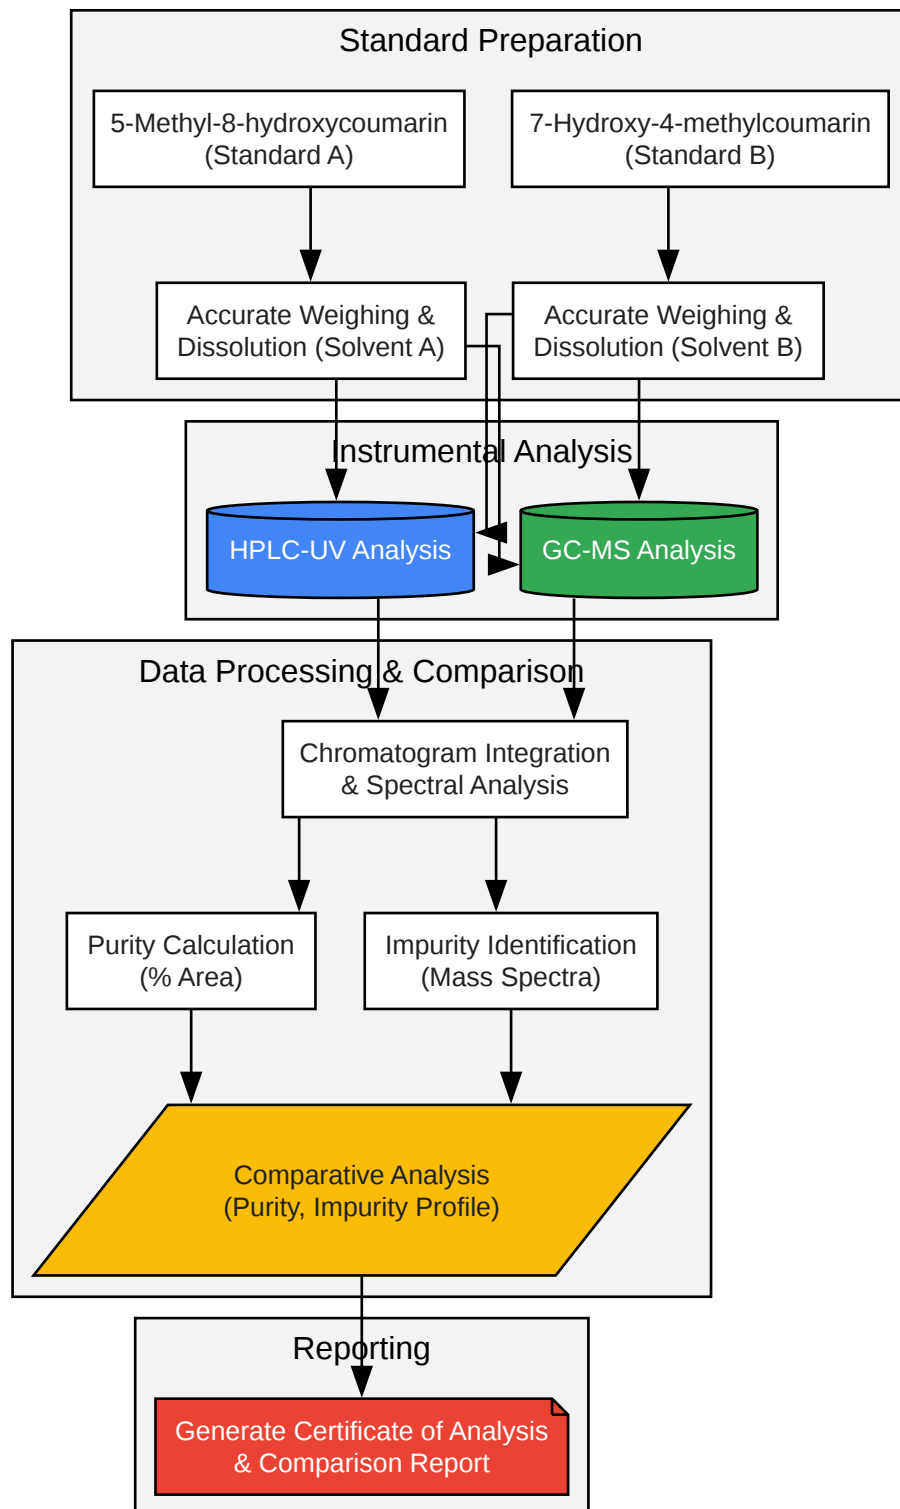 Standard Preparation
5-Methyl-8-hydroxycoumarin
(Standard A)
7-Hydroxy-4-methylcoumarin
(Standard B)
Accurate Weighing &
Dissolution (Solvent A)
Accurate Weighing &
Dissolution (Solvent B)
Instrumental Analysis
HPLC-UV Analysis
GC-MS Analysis
Data Processing & Comparison
Chromatogram Integration
& Spectral Analysis
Purity Calculation
(% Area)
Impurity Identification
(Mass Spectra)
Comparative Analysis
(Purity, Impurity Profile)
Reporting
Generate Certificate of Analysis
& Comparison Report